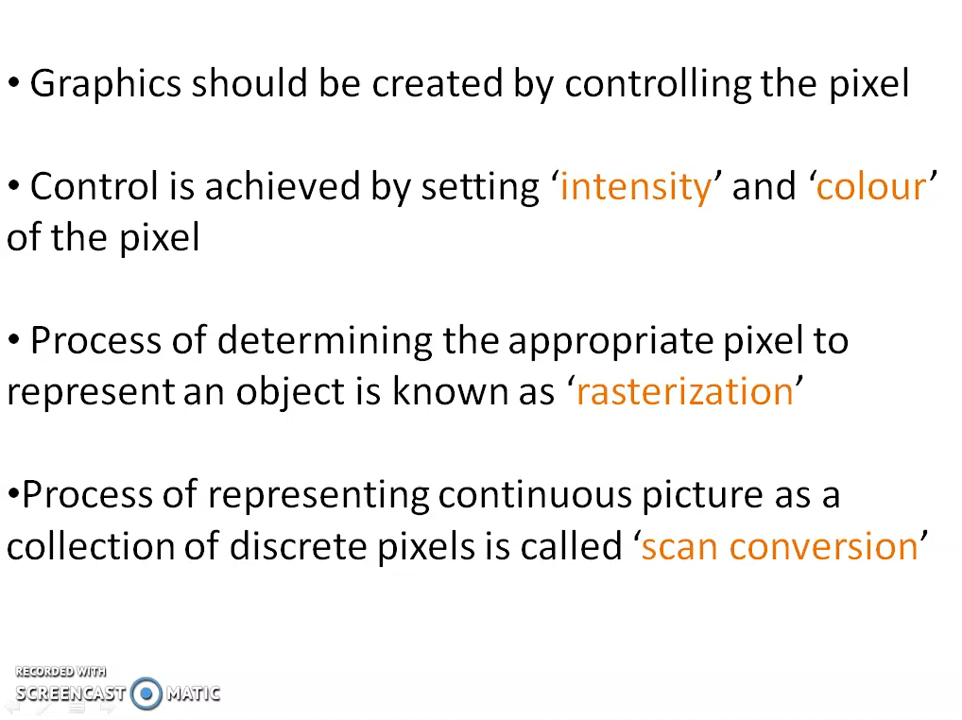 • Graphics should be created by controlling the pixel
• Control is achieved by setting ‘intensity’ and ‘colour’
of the pixel
• Process of determining the appropriate pixel to
represent an object is known as ‘rasterization’
•Process of representing continuous picture as a
collection of discrete pixels is called ‘scan conversion’
RECORDED WITH
SCREENCAST MATIC